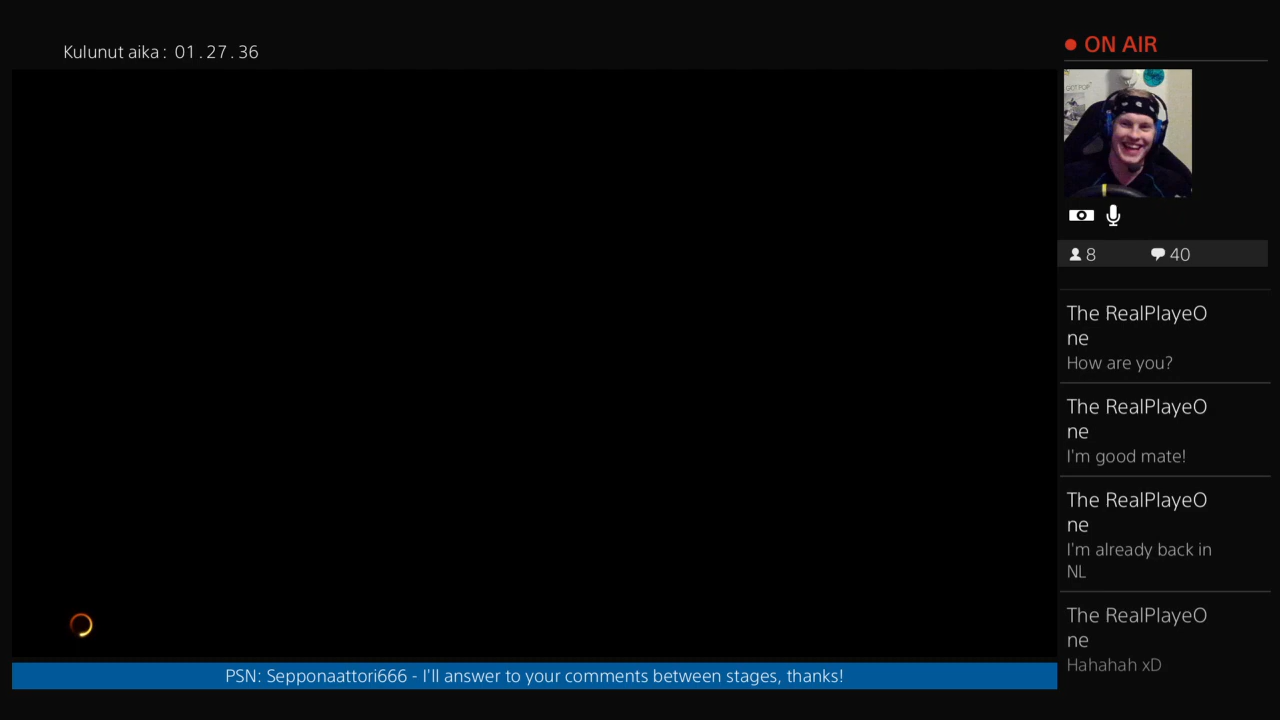 Kulunut aika : 01.27.36
ON AIR
GOT POP
8
40
The RealPlayeO
ne
How are you?
The RealPlayeO
ne
I'm good mate!
The RealPlayeO
ne
I'm already back in
NL
The RealPlayeO
ne
Hahahah xD
PSN: Sepponaattori666 - I'll answer to your comments between stages, thanks!